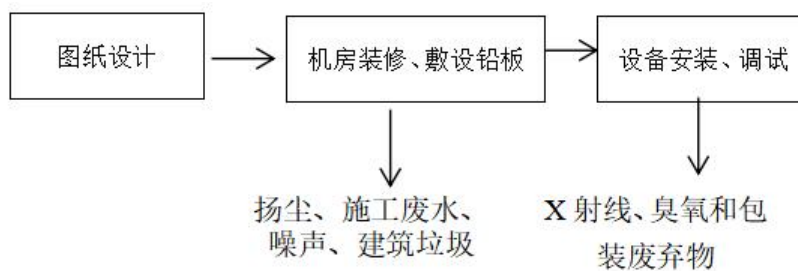 图纸设计
机房装修、敷设铅板
设备安装、调试
扬尘、施工废水、
噪声、建筑垃圾
X 射线、臭氧和包
装废弃物